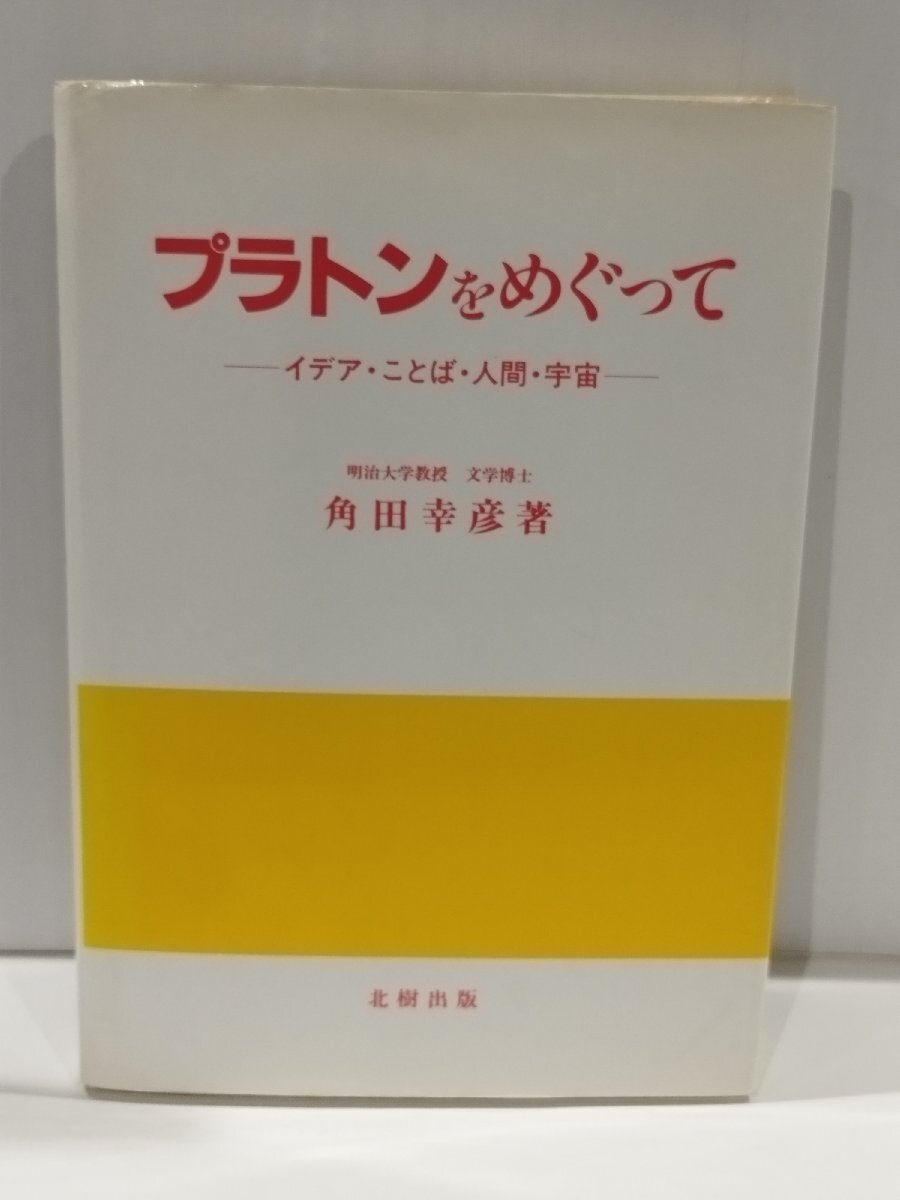 プラトンをめぐって
──イデア・ことば・人間・宇宙──
明治大学教授　文学博士
角田幸彦著
北樹出版